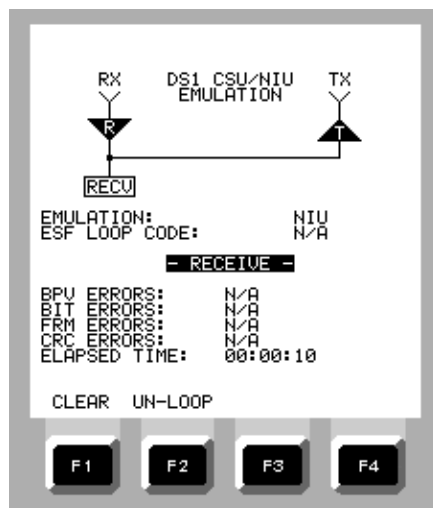 RX DS1 CSU/NIU TX
EMULATION
R
T
RECV
EMULATION: NIU
ESF LOOP CODE: N/A
- RECEIVE -
BPV ERRORS: N/A
BIT ERRORS: N/A
FRM ERRORS: N/A
CRC ERRORS: N/A
ELAPSED TIME: 00:00:10
CLEAR UN-LOOP
F1 F2 F3 F4